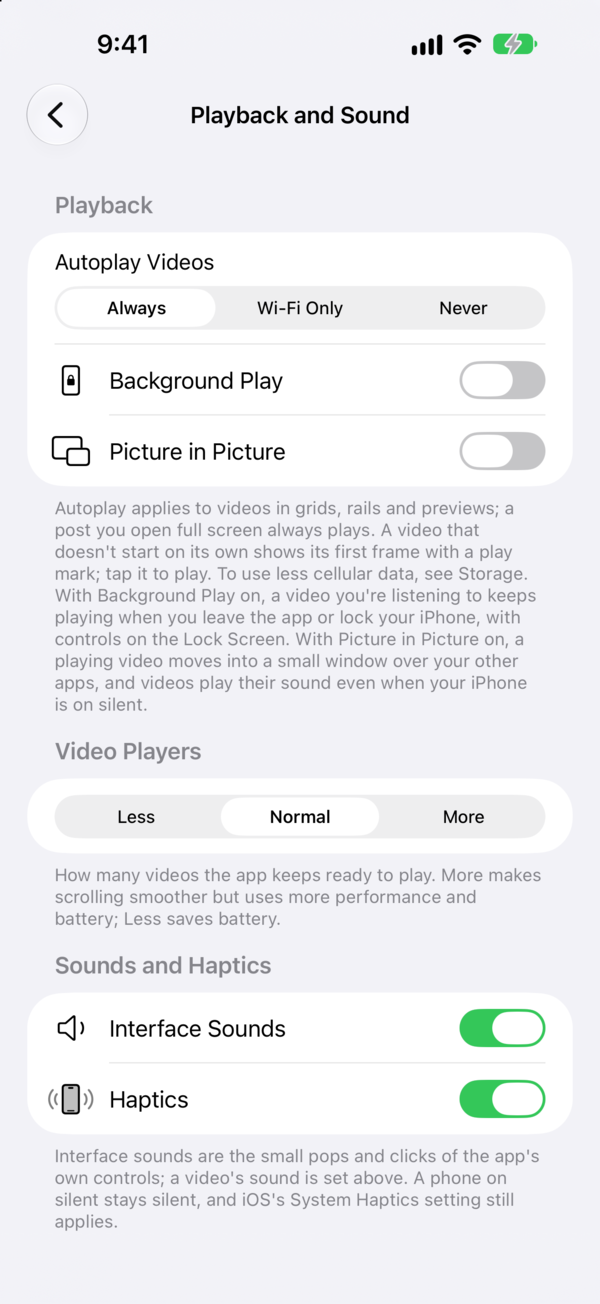 9:41
Playback and Sound
Playback
Autoplay Videos
Always
Wi-Fi Only
Never
Background Play
Picture in Picture
Autoplay applies to videos in grids, rails and previews; a
post you open full screen always plays. A video that
doesn't start on its own shows its first frame with a play
mark; tap it to play. To use less cellular data, see Storage.
With Background Play on, a video you're listening to keeps
playing when you leave the app or lock your iPhone, with
controls on the Lock Screen. With Picture in Picture on, a
playing video moves into a small window over your other
apps, and videos play their sound even when your iPhone
is on silent.
Video Players
Less
Normal
More
How many videos the app keeps ready to play. More makes
scrolling smoother but uses more performance and
battery; Less saves battery.
Sounds and Haptics
Interface Sounds
Haptics
Interface sounds are the small pops and clicks of the app's
own controls; a video's sound is set above. A phone on
silent stays silent, and iOS's System Haptics setting still
applies.